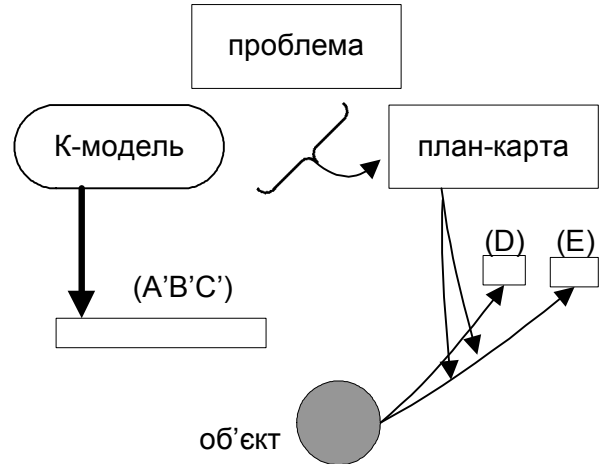 проблема
К-модель
план-карта
(D) (E)
(A’B’C’)
об’єкт